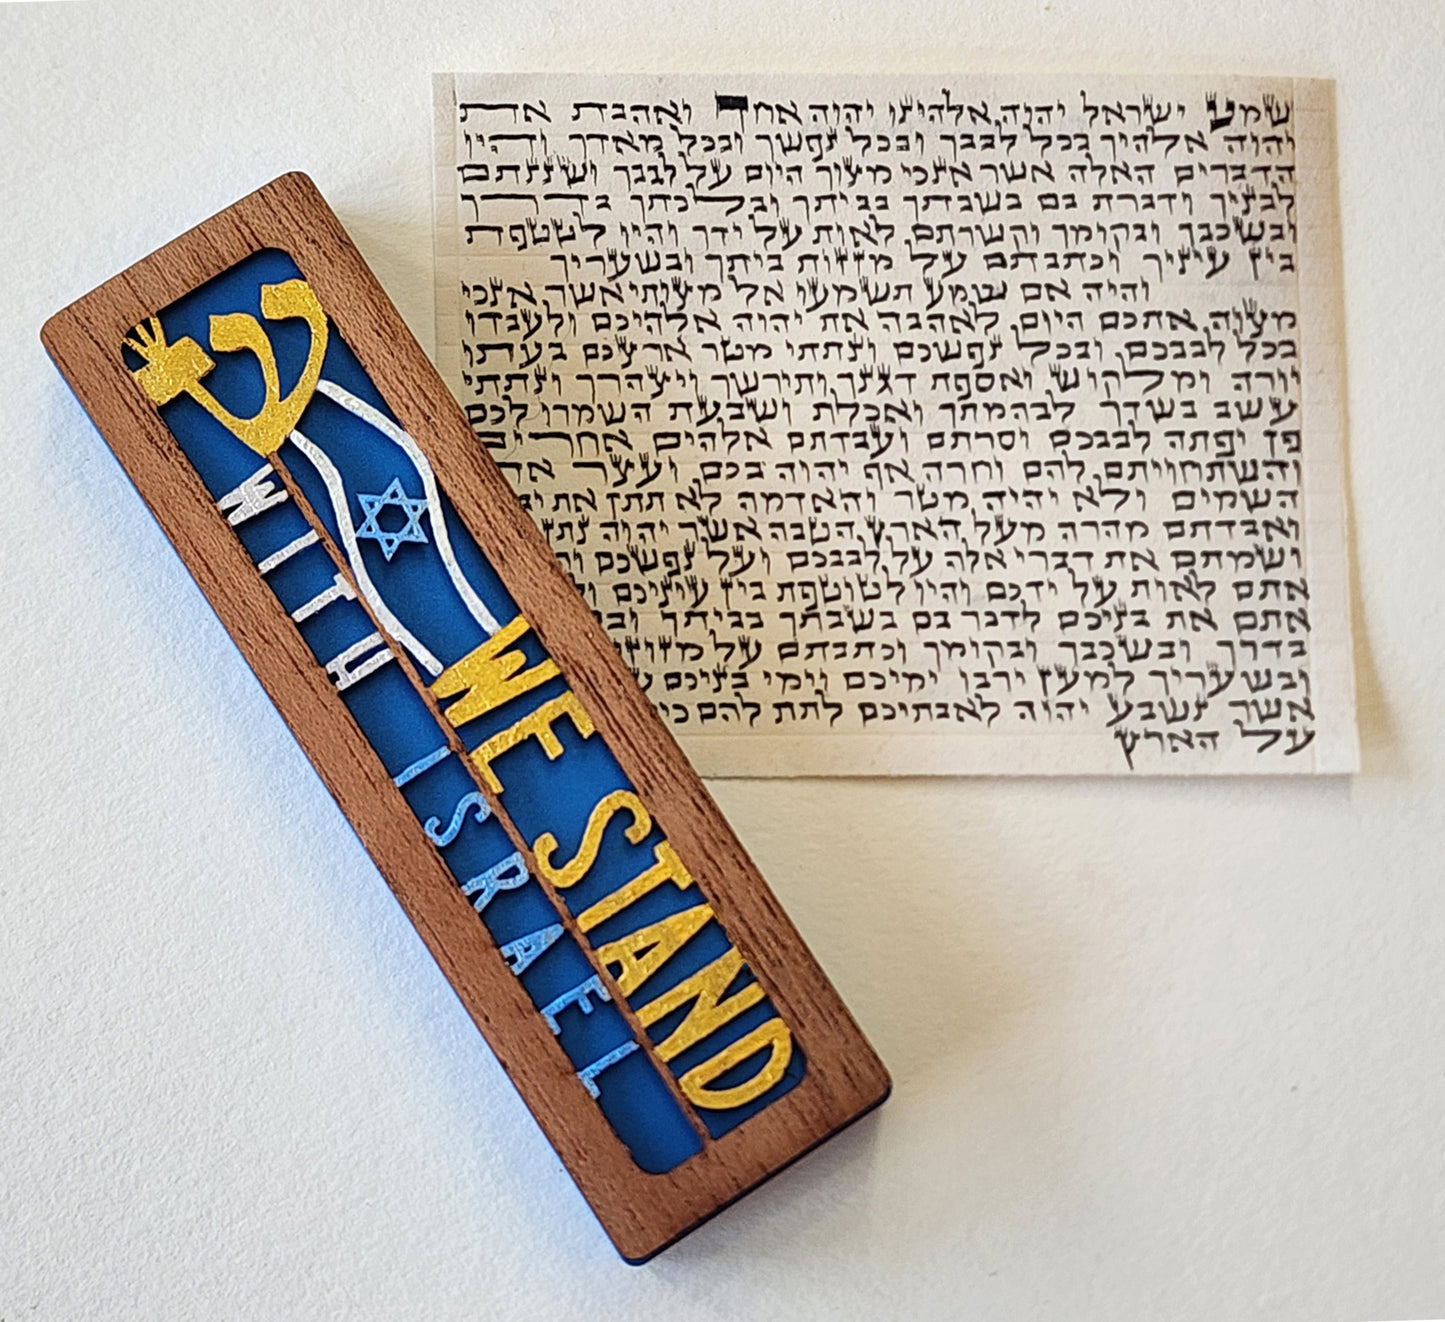 ש
WE STAND
WITH ISRAEL
שמע ישראל יהוה אלהינו יהוה אחד ואהבת את
יהוה אלהיך בכל לבבך ובכל נפשך ובכל מאדך והיו
הדברים האלה אשר אנכי מצוך היום על לבבך ושננתם
לבניך ודברת בם בשבתך בביתך ובלכתך בדרך
ובשכבך ובקומך וקשרתם לאות על ידך והיו לטטפת
בין עיניך וכתבתם על מזזות ביתך ובשעריך
והיה אם שמע תשמעו אל מצותי אשר אנכי
מצוה אתכם היום לאהבה את יהוה אלהיכם ולעבדו
בכל לבבכם ובכל נפשכם ונתתי מטר ארצכם בעתו
יורה ומלקוש ואספת דגנך ותירשך ויצהרך ונתתי
עשב בשדך לבהמתך ואכלת ושבעת השמרו לכם
פן יפתה לבבכם וסרתם ועבדתם אלהים אחרים
והשתחויתם להם וחרה אף יהוה בכם ועצר את
השמים ולא יהיה מטר והאדמה לא תתן את
ואבדתם מהרה מעל הארץ הטבה אשר יהוה נתן
ושמתם את דברי אלה על לבבכם ועל נפשכם
אתם לאות על ידכם והיו לטוטפת בין עיניכם
אתם את בניכם לדבר בם בשבתך בביתך
בדרך ובשכבך ובקומך וכתבתם על
ובשעריך למען ירבו ימיכם וימי בניכם
אשר נשבע יהוה לאבתיכם לתת להם
על הארץ